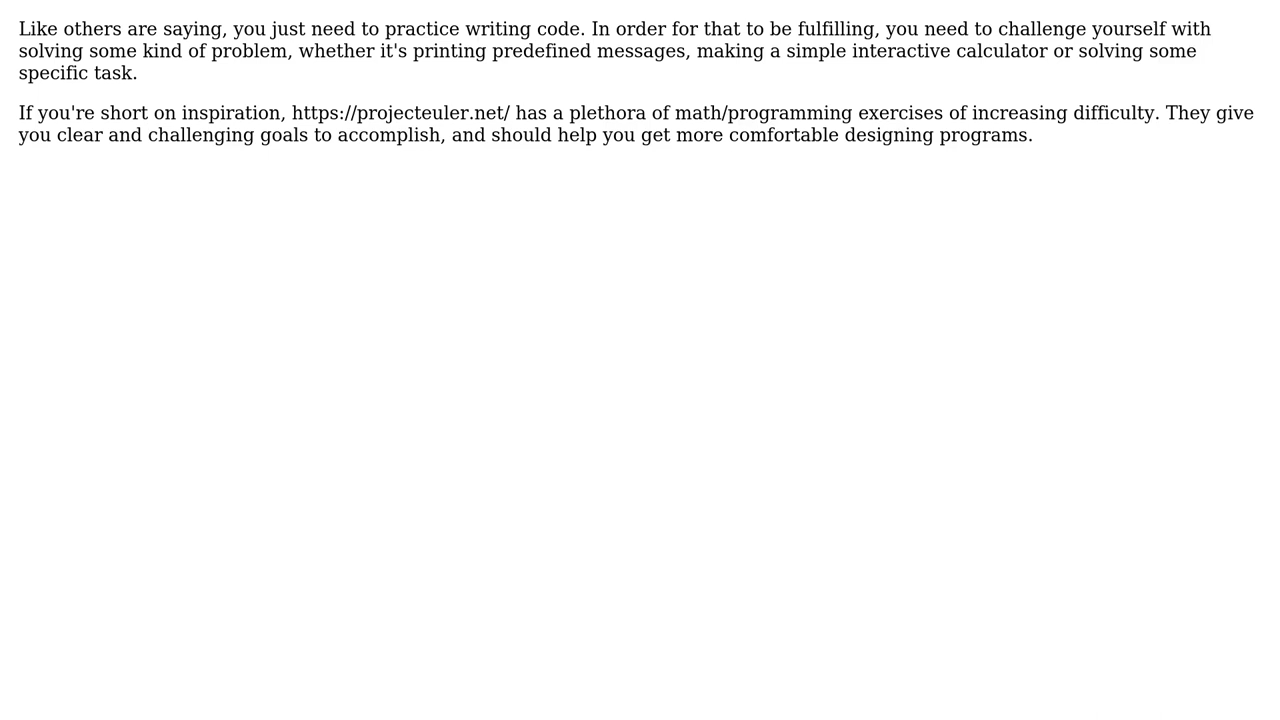 Like others are saying, you just need to practice writing code. In order for that to be fulfilling, you need to challenge yourself with
solving some kind of problem, whether it's printing predefined messages, making a simple interactive calculator or solving some
specific task.
If you're short on inspiration, https://projecteuler.net/ has a plethora of math/programming exercises of increasing difficulty. They give
you clear and challenging goals to accomplish, and should help you get more comfortable designing programs.